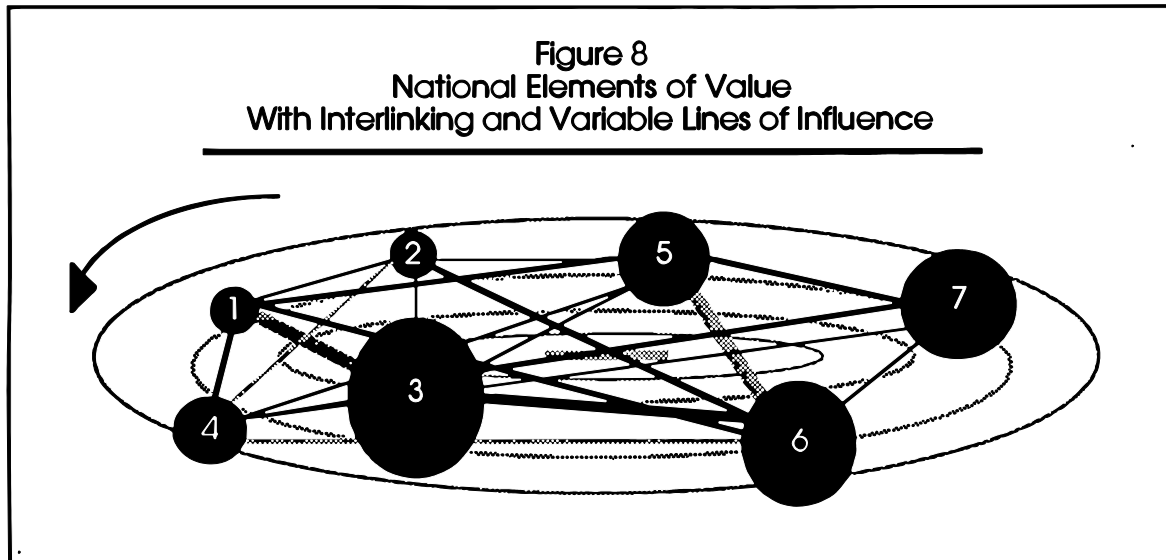 Figure 8
National Elements of Value
With Interlinking and Variable Lines of Influence
2
5
7
1
3
4
6